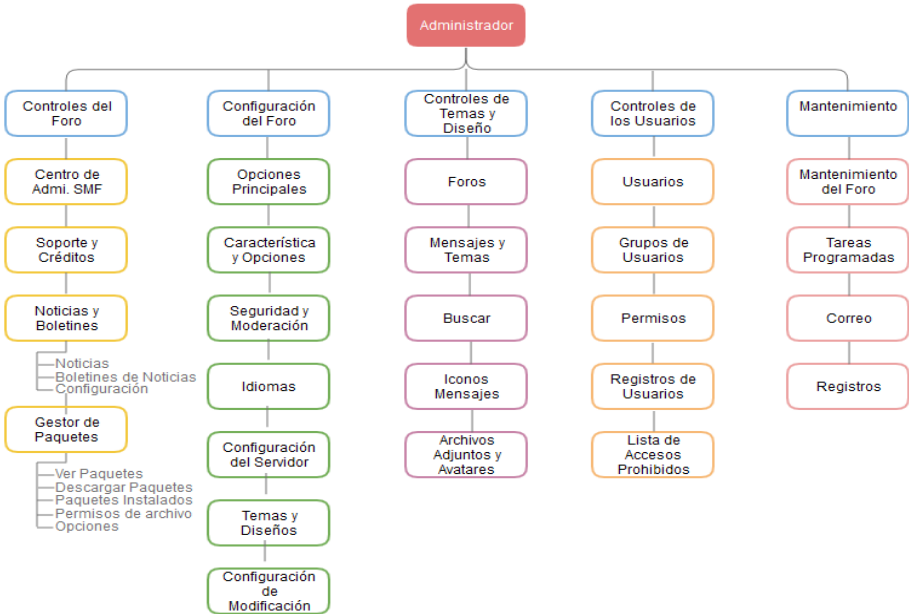 Administrador
Controles del
Foro
Centro de
Admi. SMF
Soporte y
Créditos
Noticias y
Boletines
Noticias
Boletines de Noticias
Configuración
Gestor de
Paquetes
Ver Paquetes
Descargar Paquetes
Paquetes Instalados
Permisos de archivo
Opciones
Configuración
del Foro
Opciones
Principales
Característica
y Opciones
Seguridad y
Moderación
Idiomas
Configuración
del Servidor
Temas y
Diseños
Configuración
de
Modificación
Controles de
Temas y
Diseño
Foros
Mensajes y
Temas
Buscar
Iconos
Mensajes
Archivos
Adjuntos y
Avatares
Controles de
los Usuarios
Usuarios
Grupos de
Usuarios
Permisos
Registros de
Usuarios
Lista de
Accesos
Prohibidos
Mantenimiento
Mantenimiento
del Foro
Tareas
Programadas
Correo
Registros